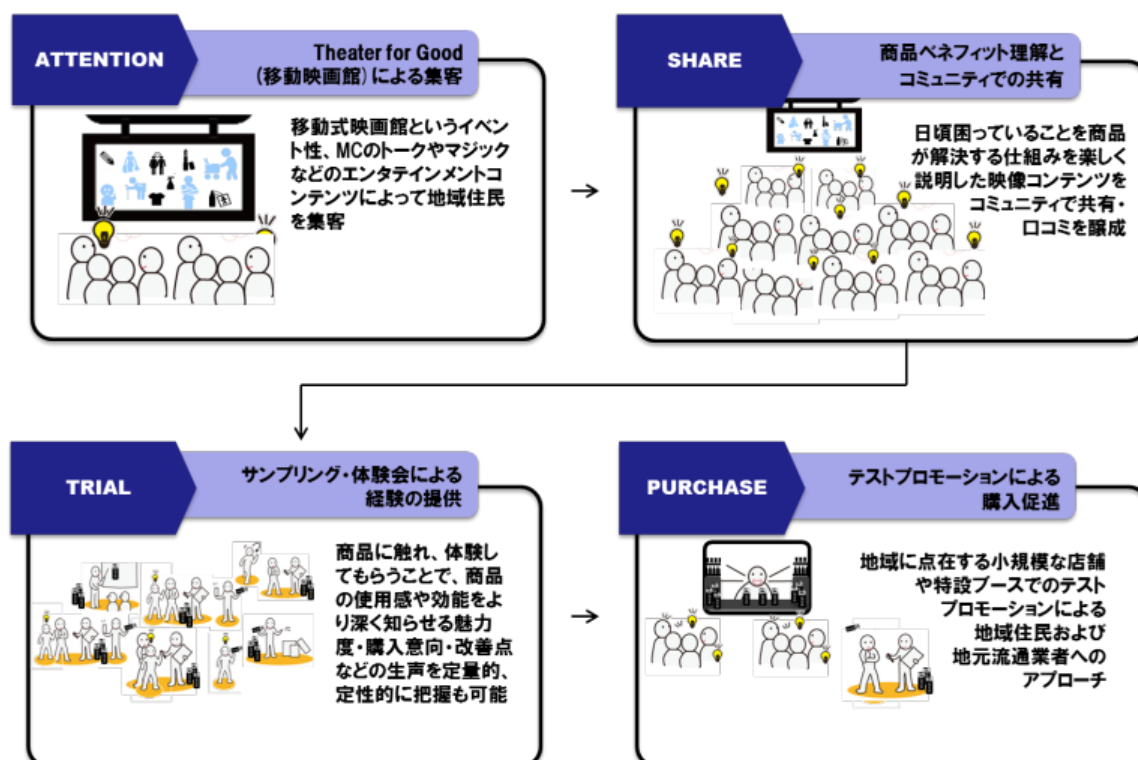 ATTENTION
Theater for Good
(移動映画館)による集客
移動式映画館というイベン
ト性、MCのトークやマジック
などのエンタテインメントコ
ンテンツによって地域住民
を集客
SHARE
商品ベネフィット理解と
コミュニティでの共有
日頃困っていることを商品
が解決する仕組みを楽しく
説明した映像コンテンツを
コミュニティで共有・
口コミを醸成
TRIAL
サンプリング・体験会による
経験の提供
商品に触れ、体験し
てもらうことで、商品
の使用感や効能をよ
り深く知らせる魅力
度・購入意向・改善点
などの生声を定量的、
定性的に把握も可能
PURCHASE
テストプロモーションによる
購入促進
地域に点在する小規模な店舗
や特設ブースでのテスト
プロモーションによる
地域住民および
地元流通業者への
アプローチ